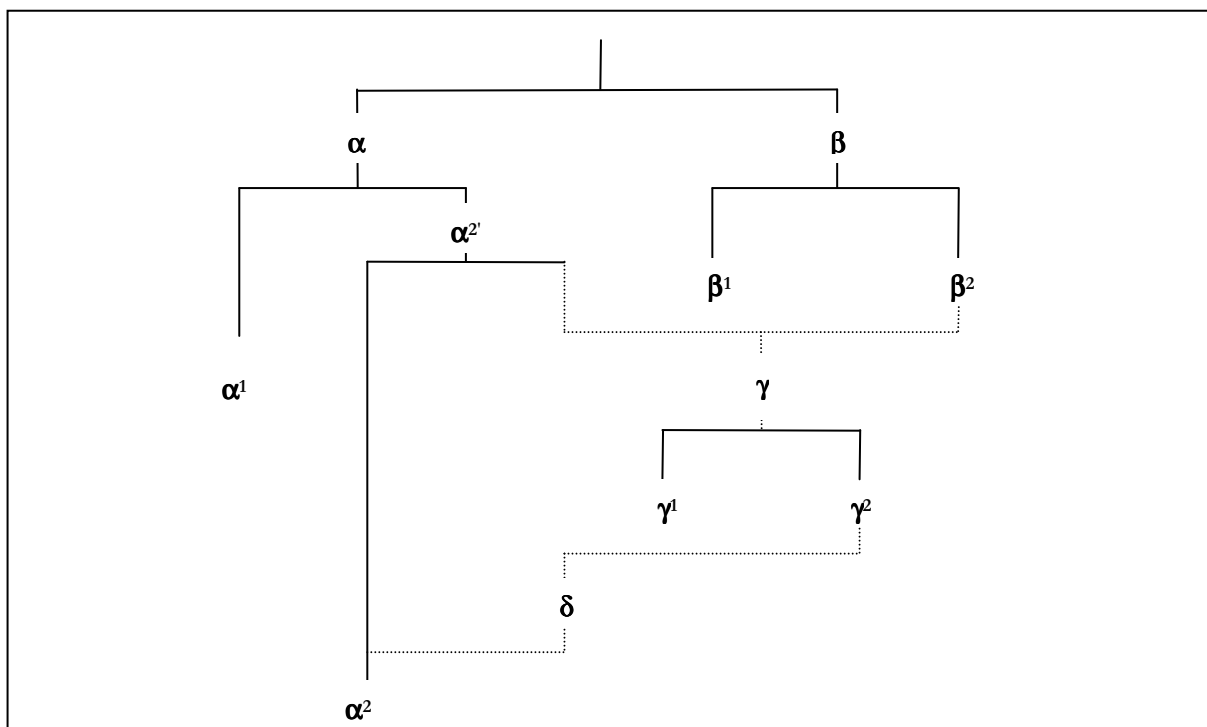 α β
α²'
β¹ β²
α¹ γ
γ¹ γ²
δ
α²